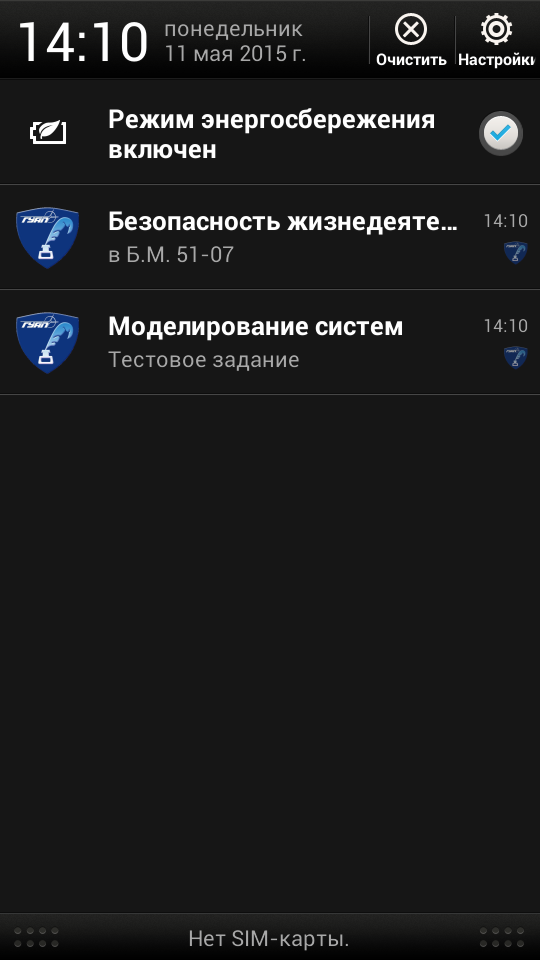 14:10
понедельник
11 мая 2015 г.
Очистить
Настройки
Режим энергосбережения
включен
ГУАП
Безопасность жизнедеяте...
14:10
в Б.М. 51-07
ГУАП
Моделирование систем
14:10
Тестовое задание
Нет SIM-карты.